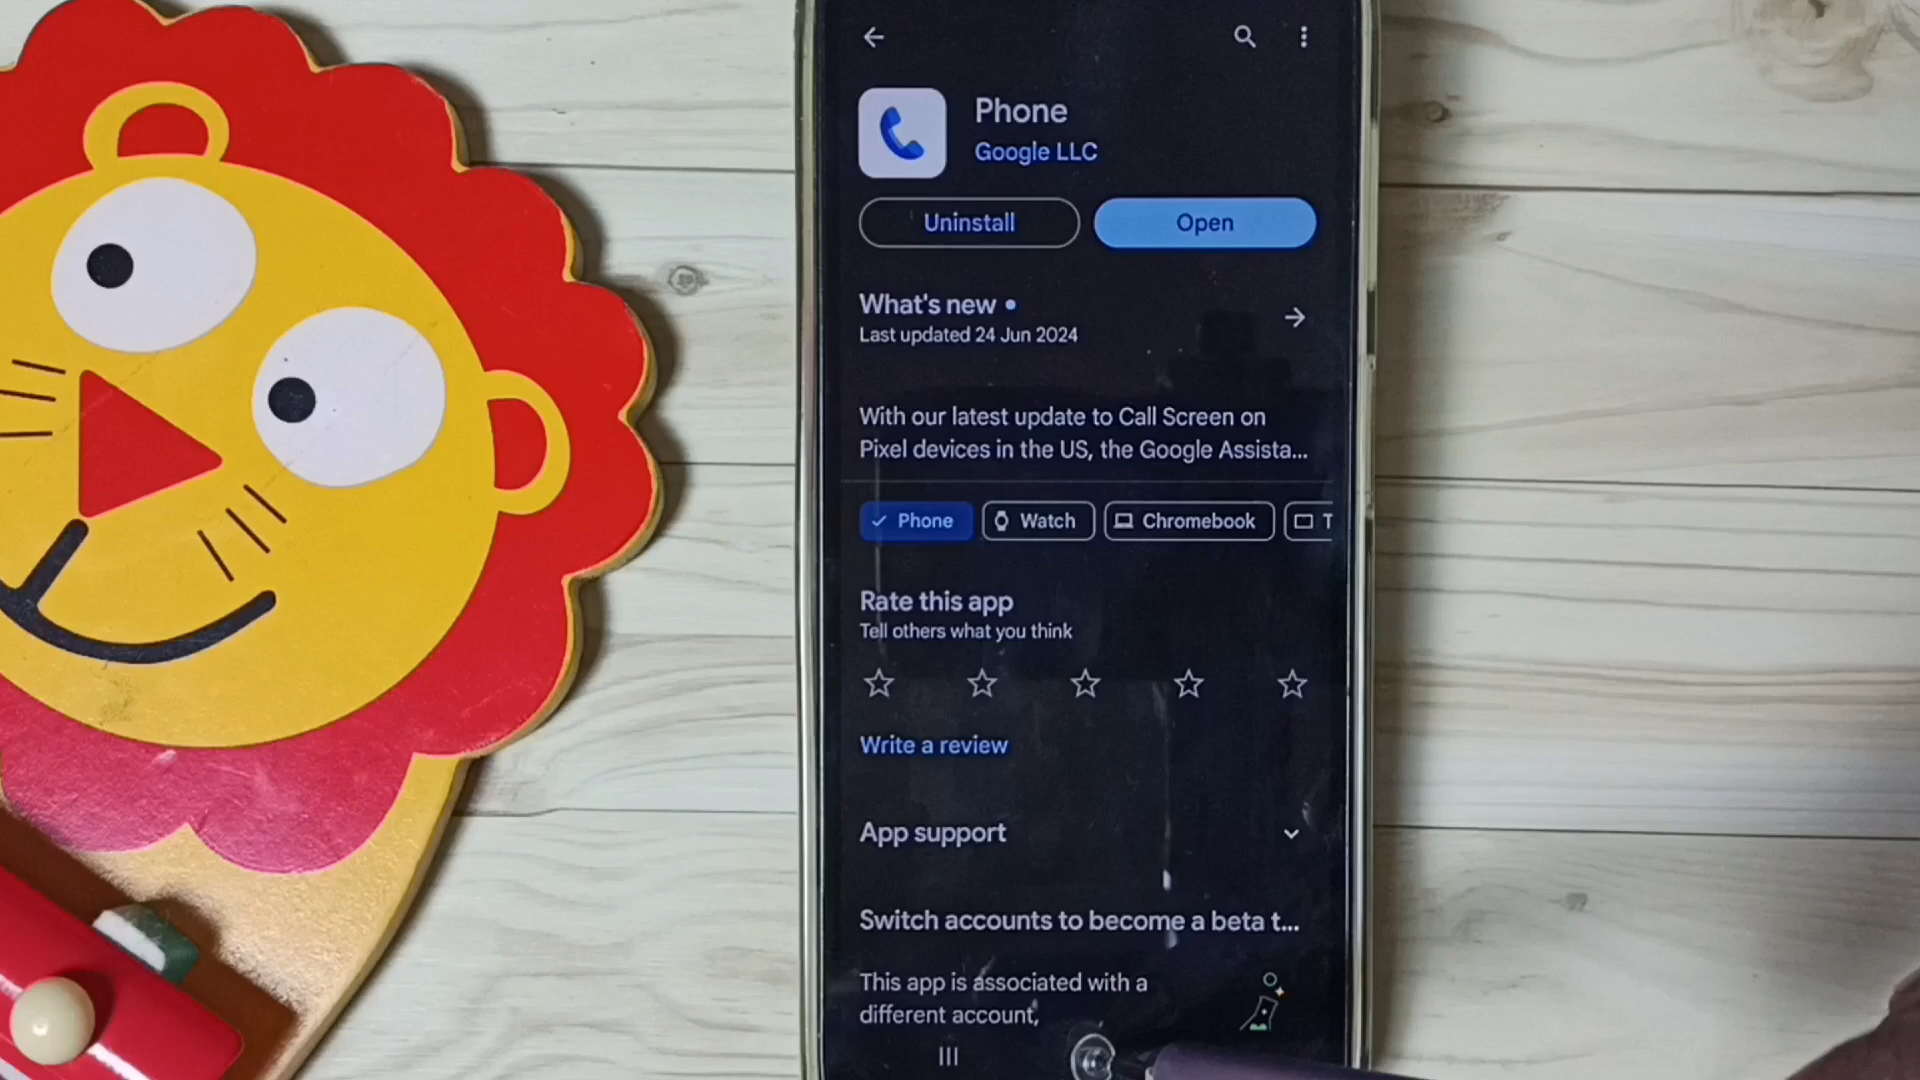 Phone
Google LLC
Uninstall
Open
What's new
Last updated 24 Jun 2024
With our latest update to Call Screen on
Pixel devices in the US, the Google Assista...
Phone
Watch
Chromebook
T
Rate this app
Tell others what you think
Write a review
App support
Switch accounts to become a beta t...
This app is associated with a
different account,